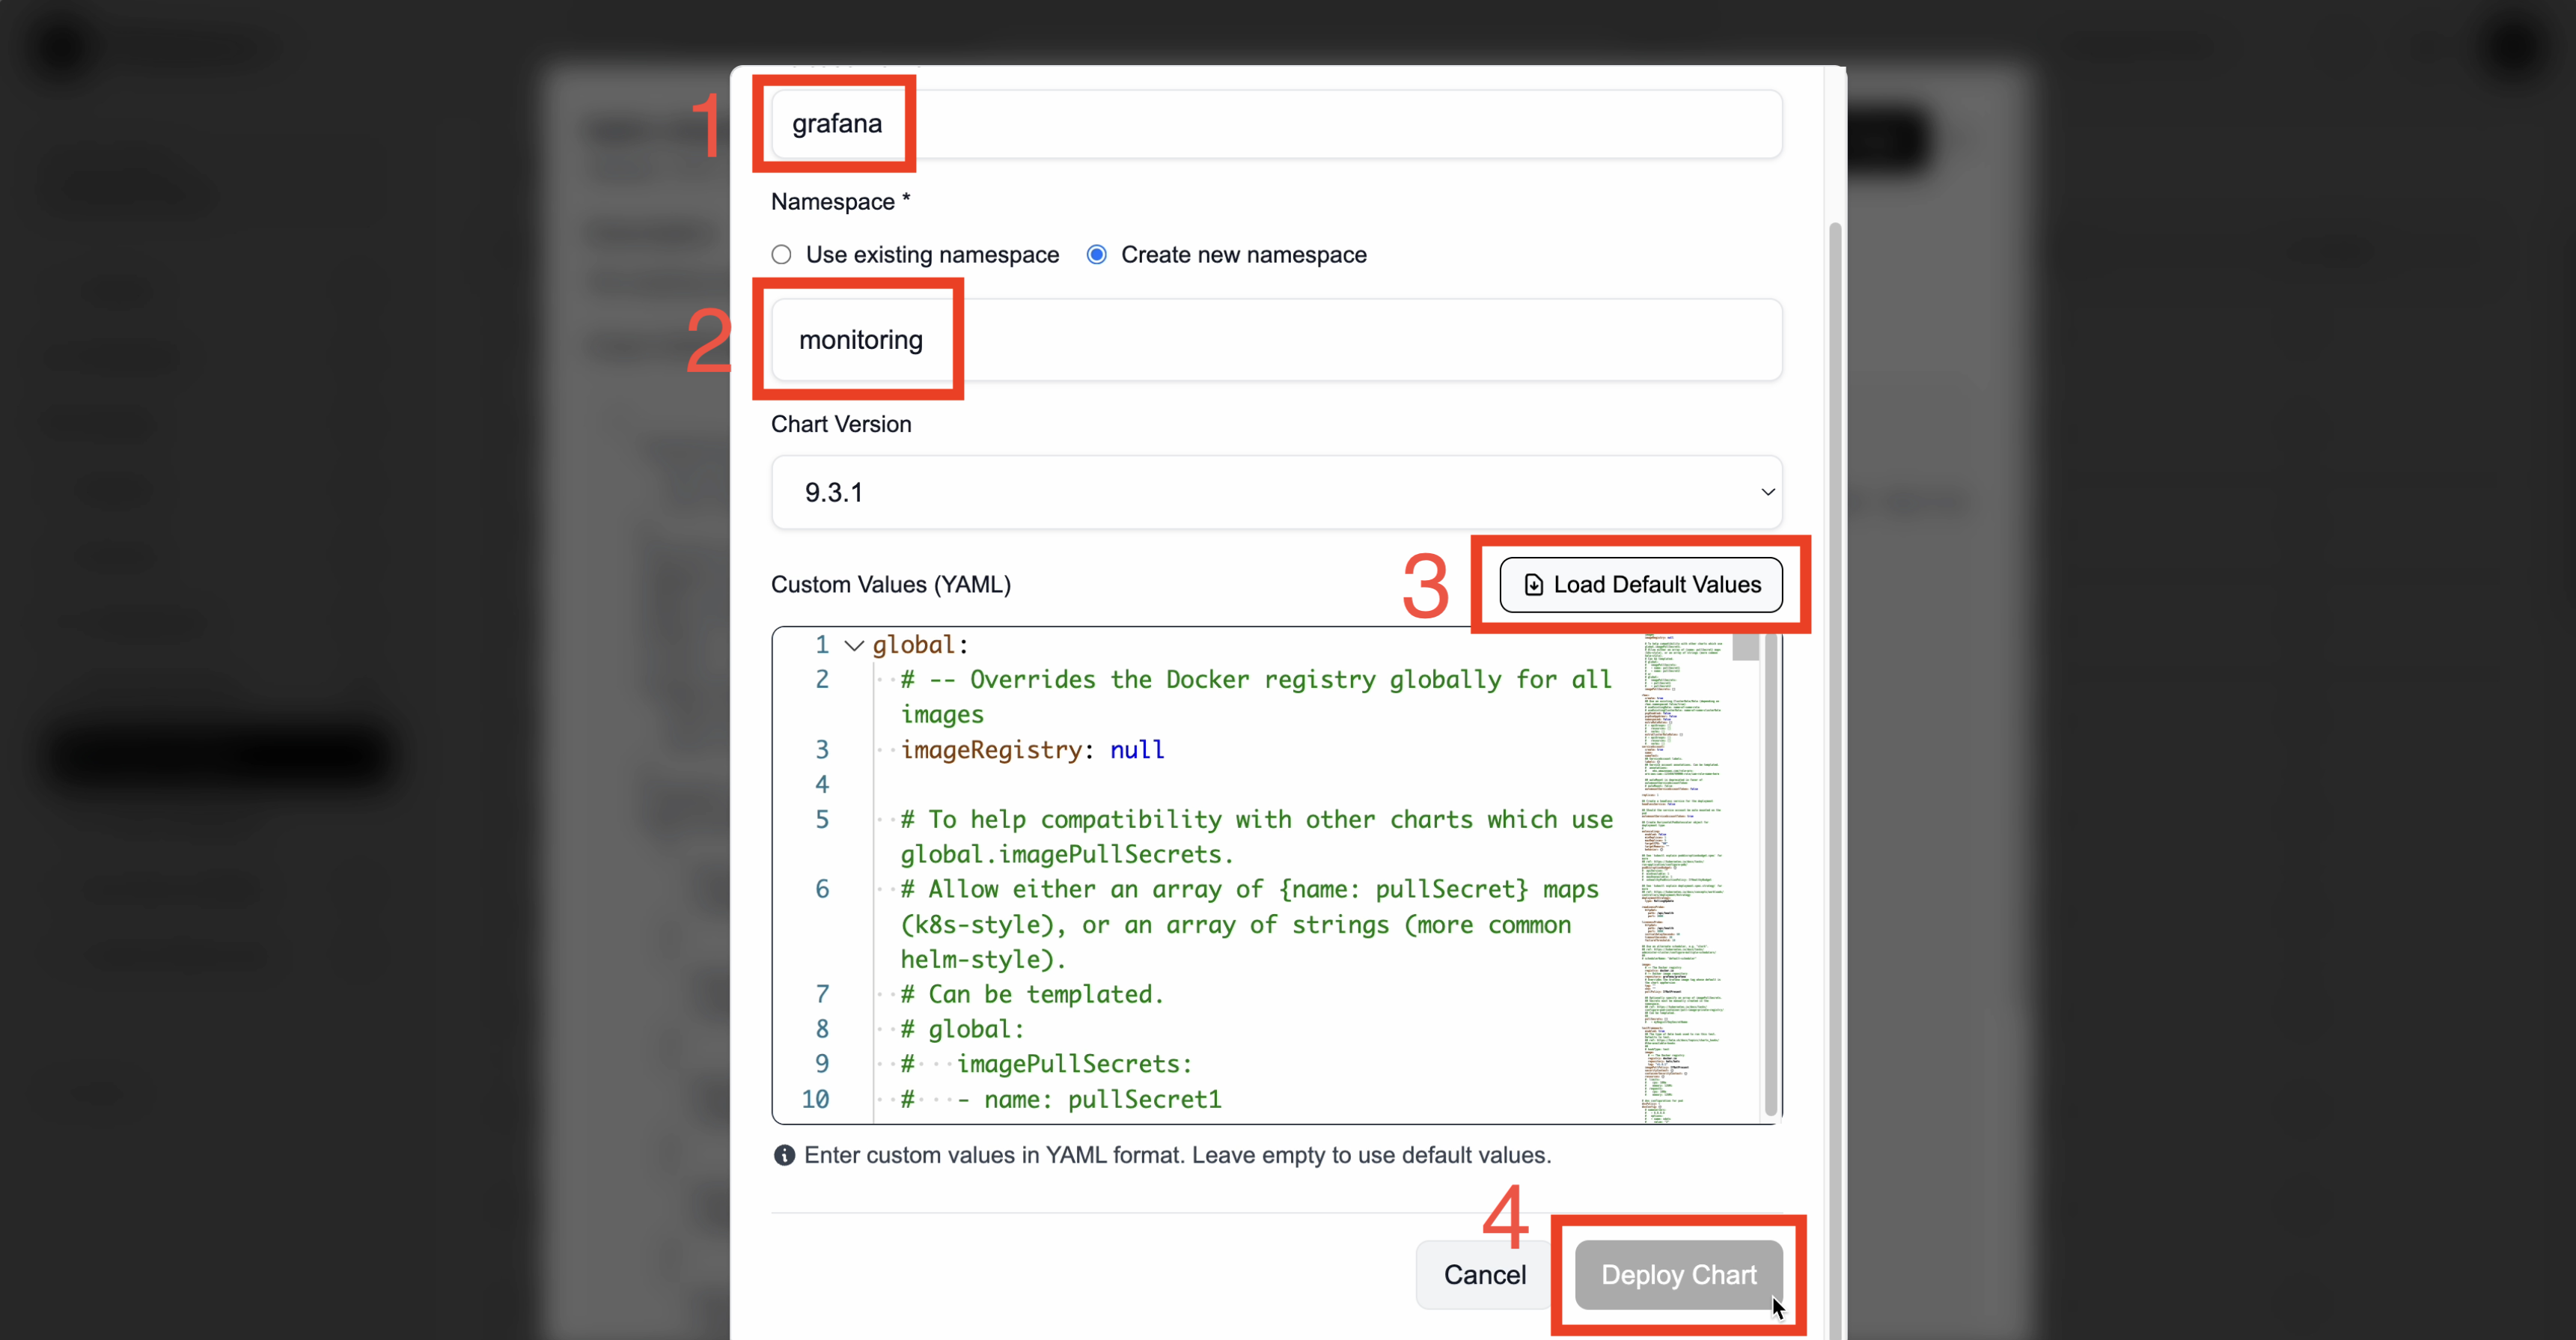 1
grafana
Namespace *
Use existing namespace
Create new namespace
2
monitoring
Chart Version
9.3.1
3
Custom Values (YAML)
Load Default Values
1 global:
2 # -- Overrides the Docker registry globally for all
images
3 imageRegistry: null
4
5 # To help compatibility with other charts which use
global.imagePullSecrets.
6 # Allow either an array of {name: pullSecret} maps
(k8s-style), or an array of strings (more common
helm-style).
7 # Can be templated.
8 # global:
9 #   imagePullSecrets:
10 #   - name: pullSecret1
Enter custom values in YAML format. Leave empty to use default values.
4
Cancel
Deploy Chart